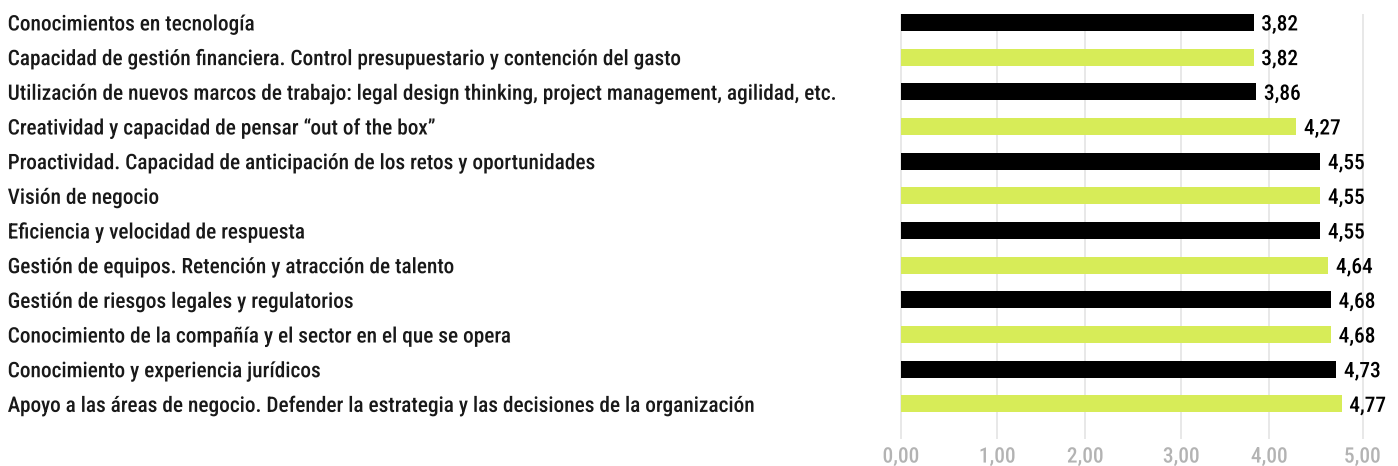 Conocimientos en tecnología 3,82
Capacidad de gestión financiera. Control presupuestario y contención del gasto 3,82
Utilización de nuevos marcos de trabajo: legal design thinking, project management, agilidad, etc. 3,86
Creatividad y capacidad de pensar “out of the box” 4,27
Proactividad. Capacidad de anticipación de los retos y oportunidades 4,55
Visión de negocio 4,55
Eficiencia y velocidad de respuesta 4,55
Gestión de equipos. Retención y atracción de talento 4,64
Gestión de riesgos legales y regulatorios 4,68
Conocimiento de la compañía y el sector en el que se opera 4,68
Conocimiento y experiencia jurídicos 4,73
Apoyo a las áreas de negocio. Defender la estrategia y las decisiones de la organización 4,77
0,00 1,00 2,00 3,00 4,00 5,00